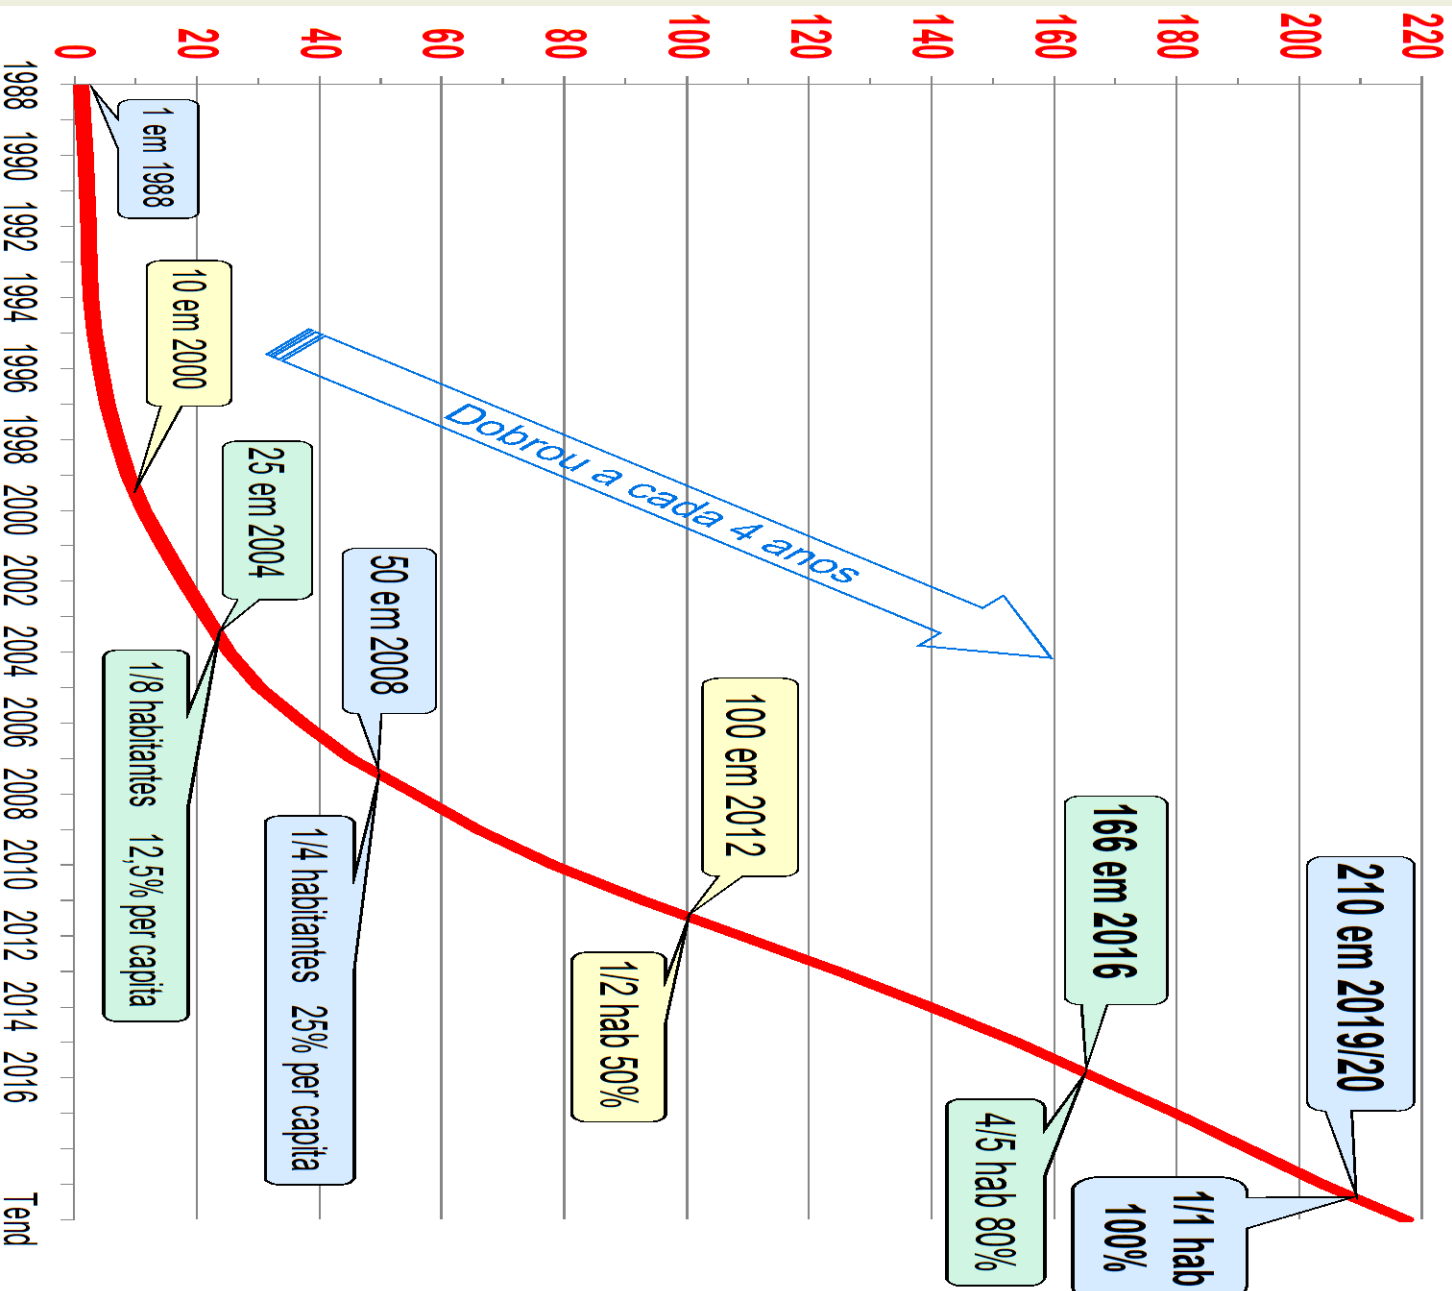 220
200
180
160
140
120
100
80
60
40
20
0
1988 1990 1992 1994 1996 1998 2000 2002 2004 2006 2008 2010 2012 2014 2016 Tend
1 em 1988
10 em 2000
25 em 2004
1/8 habitantes 12,5% per capita
50 em 2008
1/4 habitantes 25% per capita
Dobrou a cada 4 anos
100 em 2012
1/2 hab 50%
166 em 2016
4/5 hab 80%
210 em 2019/20
1/1 hab
100%